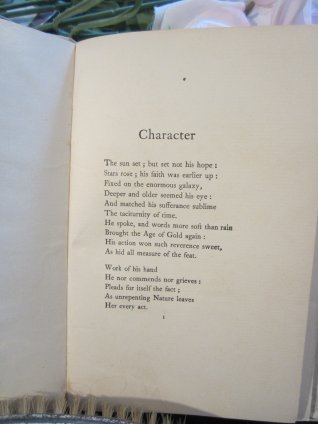 Character
The sun set ; but set not his hope :
Stars rose ; his faith was earlier up :
Fixed on the enormous galaxy,
Deeper and older seemed his eye :
And matched his sufferance sublime
The taciturnity of time.
He spoke, and words more soft than rain
Brought the Age of Gold again :
His action won such reverence sweet,
As hid all measure of the feat.
Work of his hand
He nor commends nor grieves :
Pleads for itself the fact ;
As unrepenting Nature leaves
Her every act.
1